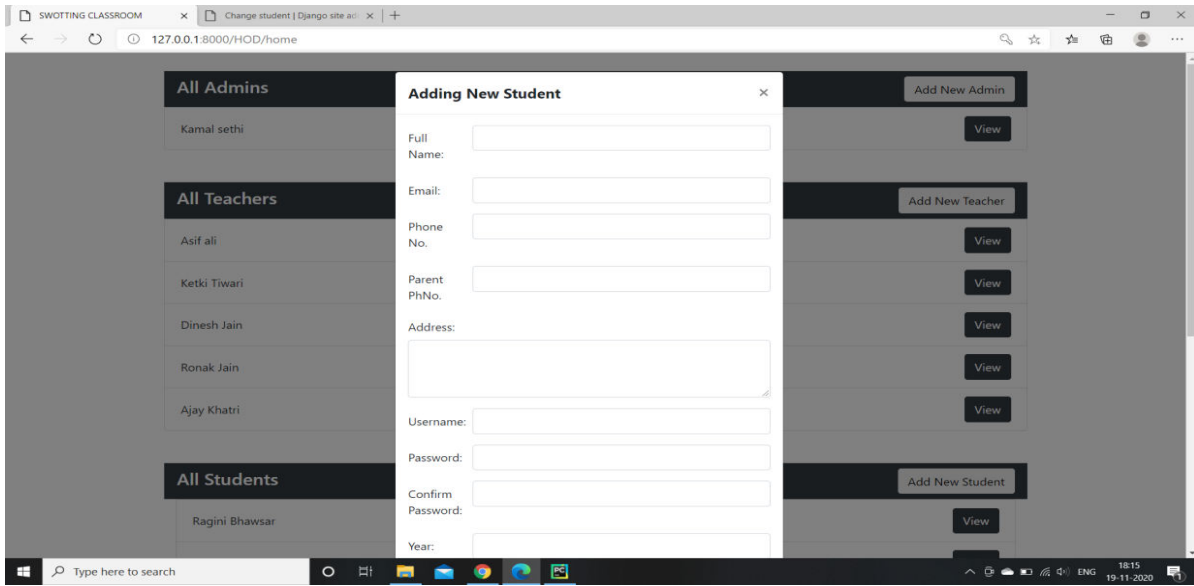 SWOTTING CLASSROOM
Change student | Django site ad
127.0.0.1:8000/HOD/home
All Admins
Add New Admin
Kamal sethi
View
All Teachers
Add New Teacher
Asif ali
View
Ketki Tiwari
View
Dinesh Jain
View
Ronak Jain
View
Ajay Khatri
View
All Students
Add New Student
Ragini Bhawsar
View
Adding New Student
Full
Name:
Email:
Phone
No.
Parent
PhNo.
Address:
Username:
Password:
Confirm
Password:
Year:
Type here to search
ENG
18:15
19-11-2020